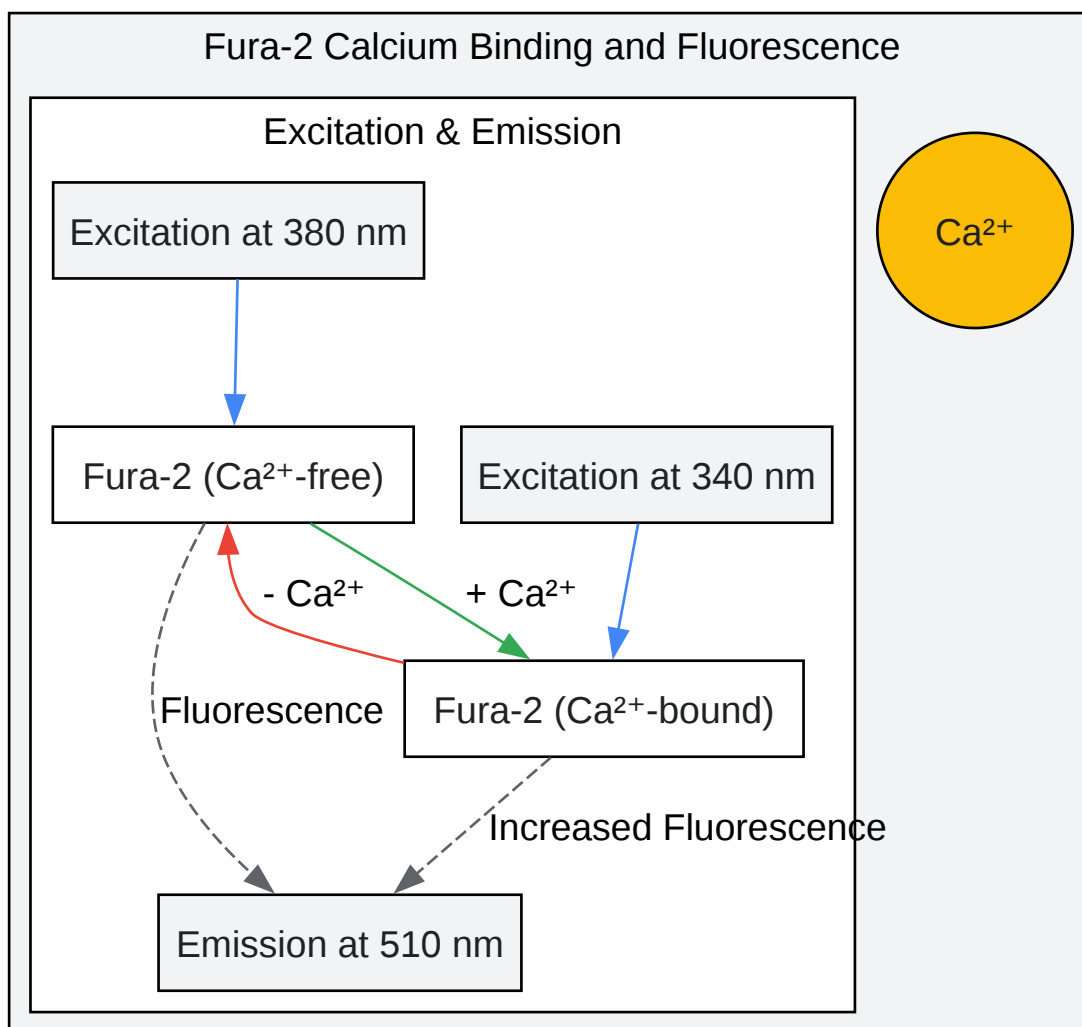 Fura-2 Calcium Binding and Fluorescence
Excitation & Emission
Excitation at 380 nm
Ca²⁺
Fura-2 (Ca²⁺-free)
Excitation at 340 nm
- Ca²⁺
+ Ca²⁺
Fluorescence
Fura-2 (Ca²⁺-bound)
Increased Fluorescence
Emission at 510 nm